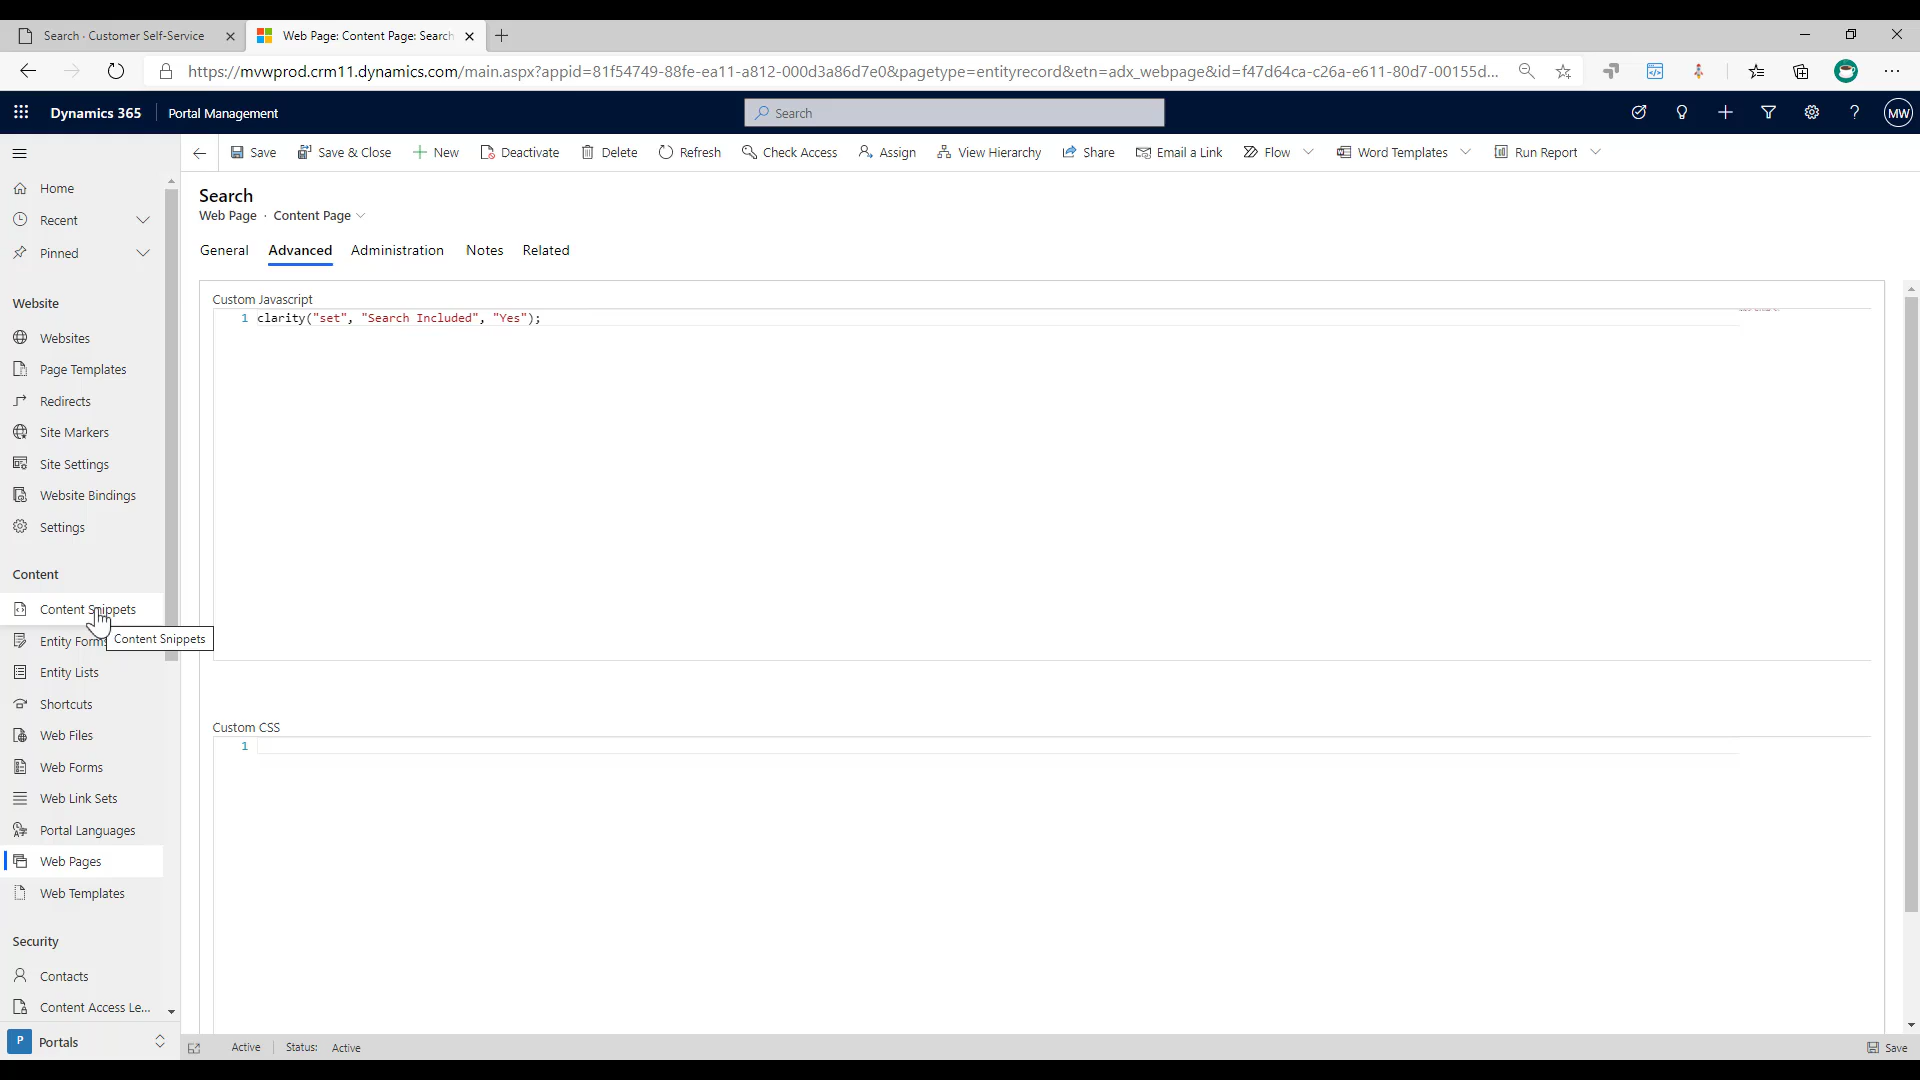 Search - Customer Self-Service
Web Page: Content Page: Search
https://mvwprod.crm11.dynamics.com/main.aspx?appid=81f54749-88fe-ea11-a812-000d3a86d7e0&pagetype=entityrecord&etn=adx_webpage&id=f47d64ca-c26a-e611-80d7-00155d...
Dynamics 365
Portal Management
Search
MW
Save
Save & Close
New
Deactivate
Delete
Refresh
Check Access
Assign
View Hierarchy
Share
Email a Link
Flow
Word Templates
Run Report
Home
Recent
Pinned
Website
Websites
Page Templates
Redirects
Site Markers
Site Settings
Website Bindings
Settings
Content
Content Snippets
Entity Forms
Content Snippets
Entity Lists
Shortcuts
Web Files
Web Forms
Web Link Sets
Portal Languages
Web Pages
Web Templates
Security
Contacts
Content Access Le...
P Portals
Search
Web Page · Content Page
General Advanced Administration Notes Related
Custom Javascript
1 clarity("set", "Search Included", "Yes");
Custom CSS
1
Active Status: Active
Save